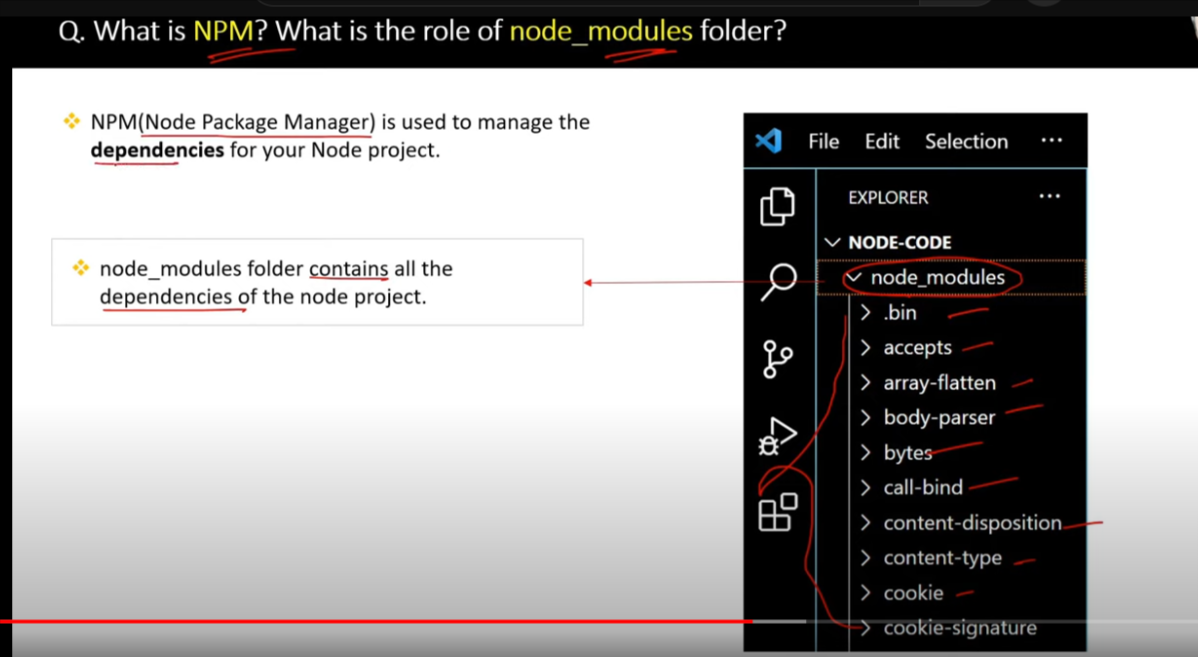 Q. What is NPM? What is the role of node_modules folder?
NPM(Node Package Manager) is used to manage the
dependencies for your Node project.
node_modules folder contains all the
dependencies of the node project.
File Edit Selection ...
EXPLORER ...
NODE-CODE
node_modules
.bin
accepts
array-flatten
body-parser
bytes
call-bind
content-disposition
content-type
cookie
cookie-signature